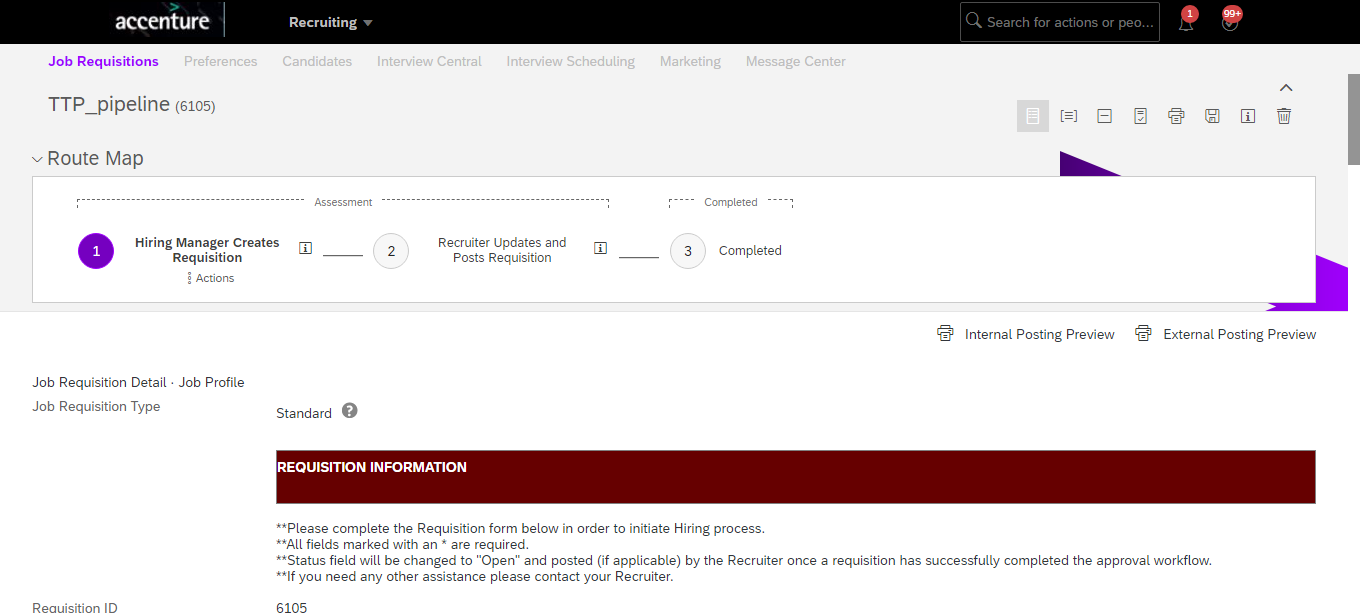 accenture
Recruiting
Search for actions or peo...
1
99+
Job Requisitions Preferences Candidates Interview Central Interview Scheduling Marketing Message Center
TTP_pipeline (6105)
Route Map
Assessment
Completed
1
Hiring Manager Creates
Requisition
Actions
2
Recruiter Updates and
Posts Requisition
3
Completed
Internal Posting Preview
External Posting Preview
Job Requisition Detail · Job Profile
Job Requisition Type
Standard
REQUISITION INFORMATION
**Please complete the Requisition form below in order to initiate Hiring process.
**All fields marked with an * are required.
**Status field will be changed to "Open" and posted (if applicable) by the Recruiter once a requisition has successfully completed the approval workflow.
**If you need any other assistance please contact your Recruiter.
Requisition ID
6105